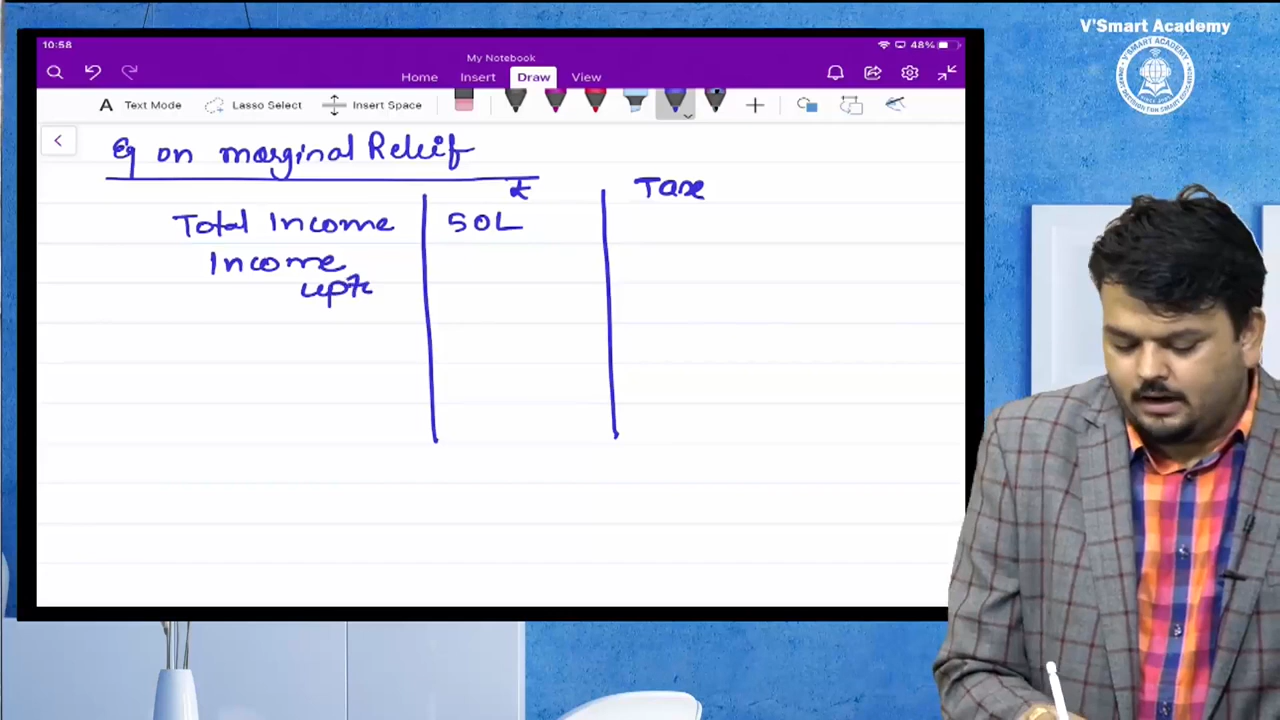 V'Smart Academy
10:58
48%
My Notebook
Home Insert Draw View
Text Mode Lasso Select Insert Space
Eg on marginal Releif
₹ Tax
Total Income 50L
Income
upto